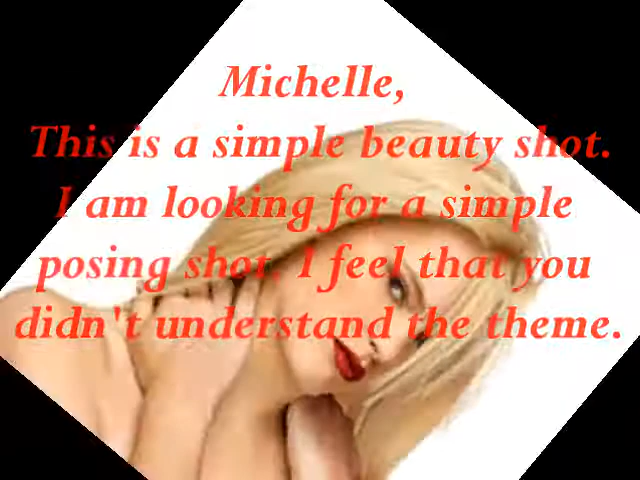 Michelle,
This is a simple beauty shot.
I am looking for a simple
posing shot. I feel that you
didn't understand the theme.